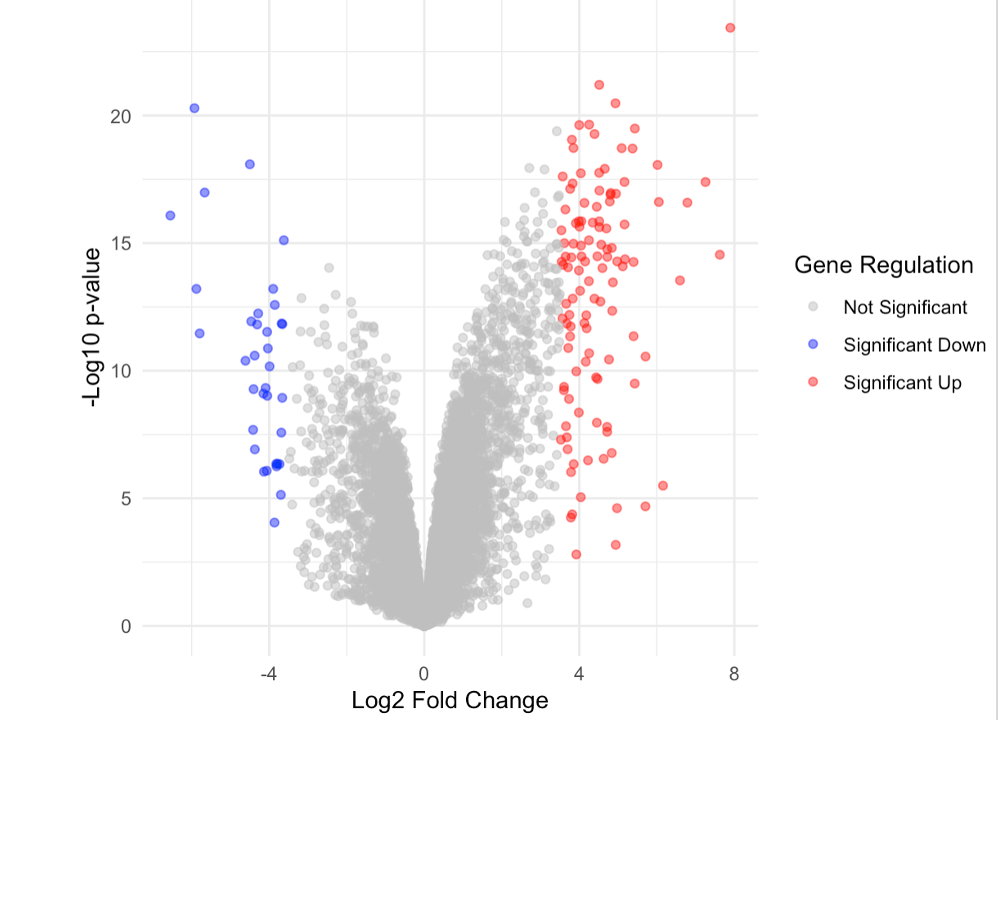 20
15
10
5
0
-4
0
4
8
-Log10 p-value
Log2 Fold Change
Gene Regulation
Not Significant
Significant Down
Significant Up